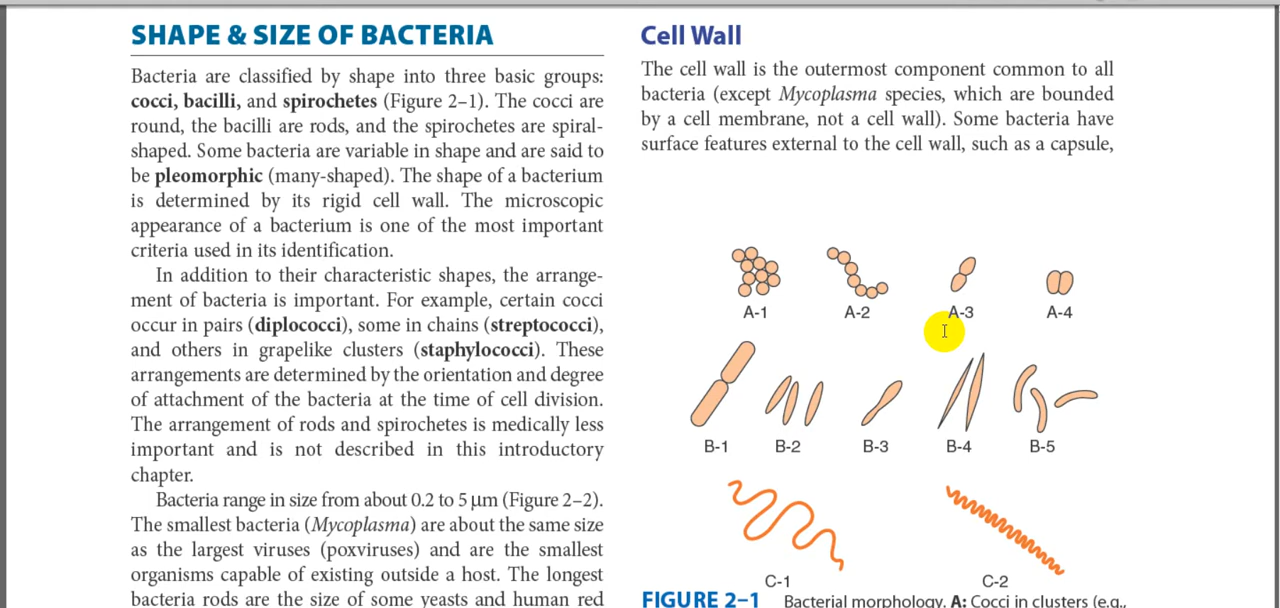 SHAPE & SIZE OF BACTERIA
Bacteria are classified by shape into three basic groups:
cocci, bacilli, and spirochetes (Figure 2–1). The cocci are
round, the bacilli are rods, and the spirochetes are spiral-
shaped. Some bacteria are variable in shape and are said to
be pleomorphic (many-shaped). The shape of a bacterium
is determined by its rigid cell wall. The microscopic
appearance of a bacterium is one of the most important
criteria used in its identification.
In addition to their characteristic shapes, the arrange-
ment of bacteria is important. For example, certain cocci
occur in pairs (diplococci), some in chains (streptococci),
and others in grapelike clusters (staphylococci). These
arrangements are determined by the orientation and degree
of attachment of the bacteria at the time of cell division.
The arrangement of rods and spirochetes is medically less
important and is not described in this introductory
chapter.
Bacteria range in size from about 0.2 to 5 μm (Figure 2–2).
The smallest bacteria (Mycoplasma) are about the same size
as the largest viruses (poxviruses) and are the smallest
organisms capable of existing outside a host. The longest
bacteria rods are the size of some yeasts and human red
Cell Wall
The cell wall is the outermost component common to all
bacteria (except Mycoplasma species, which are bounded
by a cell membrane, not a cell wall). Some bacteria have
surface features external to the cell wall, such as a capsule,
A-1 A-2 A-3 A-4
B-1 B-2 B-3 B-4 B-5
C-1 C-2
FIGURE 2–1 Bacterial morphology. A: Cocci in clusters (e.g.,